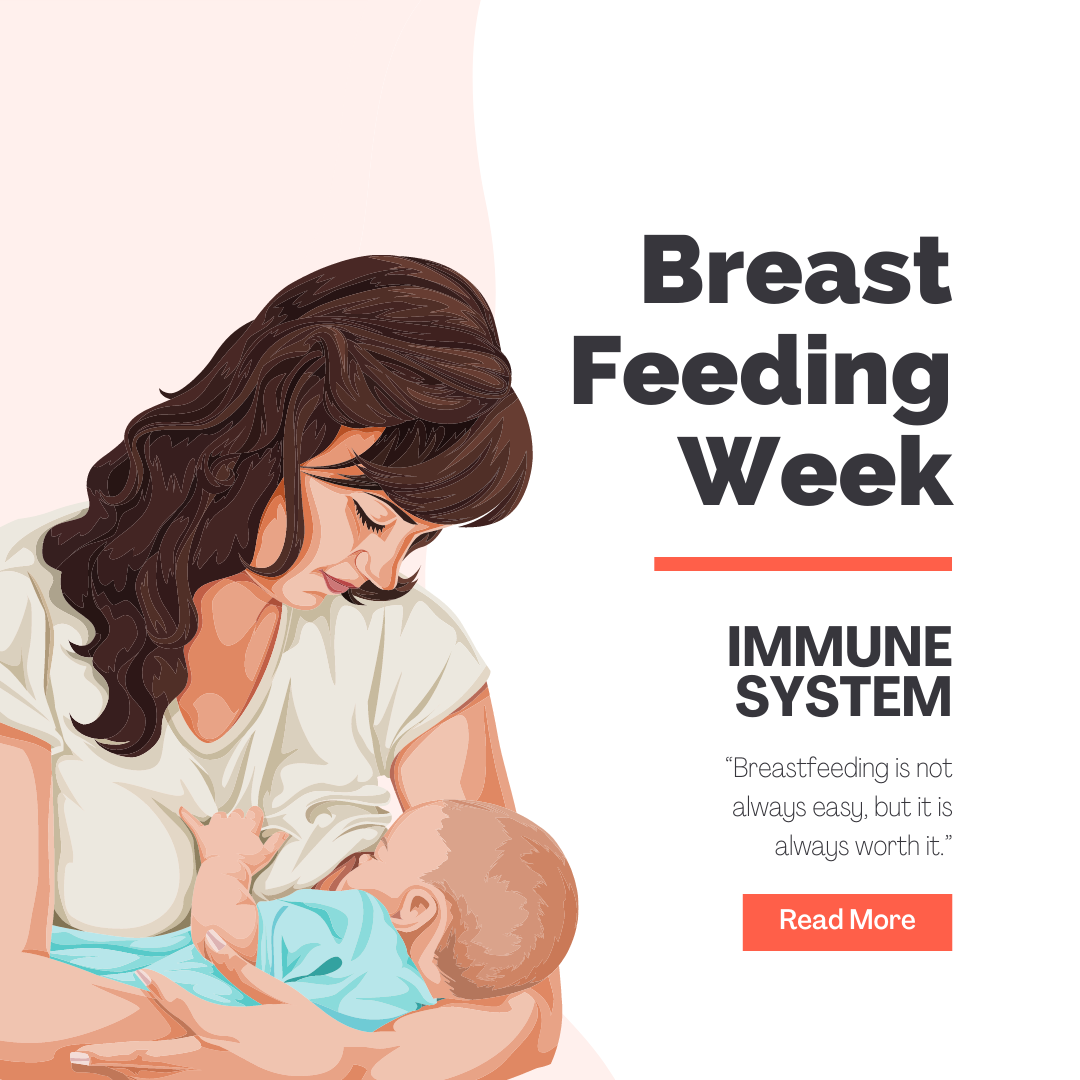 Breast
Feeding
Week
IMMUNE
SYSTEM
“Breastfeeding is not
always easy, but it is
always worth it.”
Read More